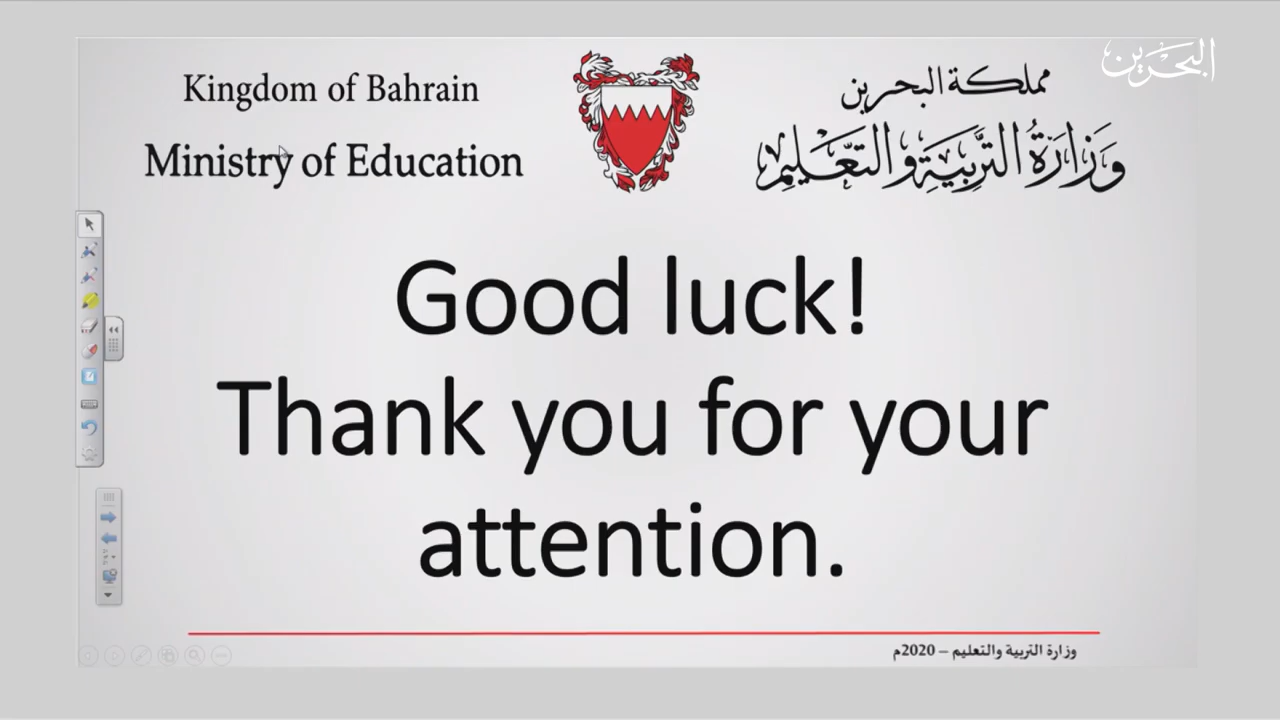 البحرين
Kingdom of Bahrain
مملكة البحرين
Ministry of Education
وزارة التربية والتعليم
Good luck!
Thank you for your
attention.
وزارة التربية والتعليم – 2020م